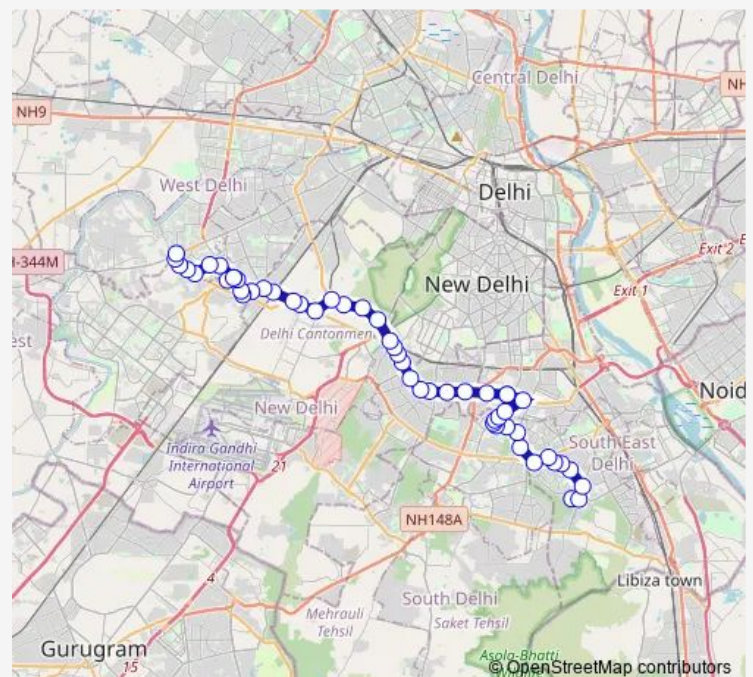 Central Delhi
NH
NH9
West Delhi
Delhi
-344M
Exit 2
E
New Delhi
Exit 1
est
Delhi Cantonmen
Noid
New Delhi
Indira Gandhi
International
Airport
21
South East
Delhi
NH148A
4
Libiza town
South Delhi
Mehrauli
Tehsil
Saket Tehsil
Gurugram
15
Asola-Bhatti
© OpenStreetMap contributors